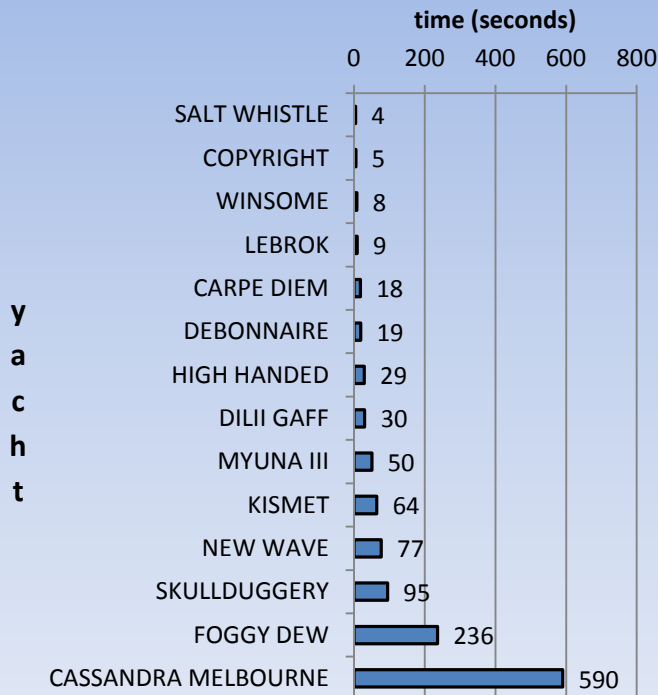 time (seconds)
0 200 400 600 800
SALT WHISTLE 4
COPYRIGHT 5
WINSOME 8
LEBROK 9
CARPE DIEM 18
DEBONNAIRE 19
HIGH HANDED 29
DILII GAFF 30
MYUNA III 50
KISMET 64
NEW WAVE 77
SKULLDUGGERY 95
FOGGY DEW 236
CASSANDRA MELBOURNE 590
yacht